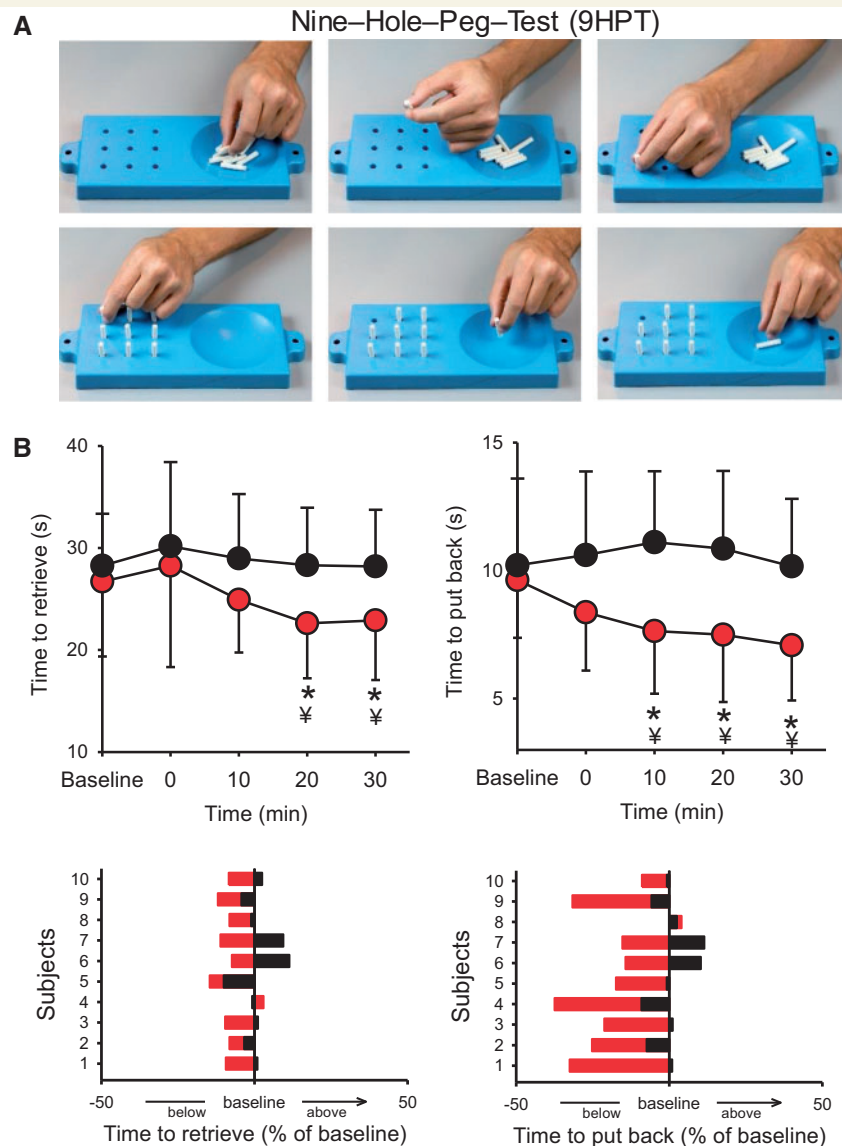 A
Nine–Hole–Peg–Test (9HPT)
B
40
30
20
10
Time to retrieve (s)
* *
¥ ¥
Baseline 0 10 20 30
Time (min)
15
10
5
Time to put back (s)
* * *
¥ ¥ ¥
Baseline 0 10 20 30
Time (min)
Subjects
10
9
8
7
6
5
4
3
2
1
-50 below baseline above 50
Time to retrieve (% of baseline)
Subjects
10
9
8
7
6
5
4
3
2
1
-50 below baseline above 50
Time to put back (% of baseline)